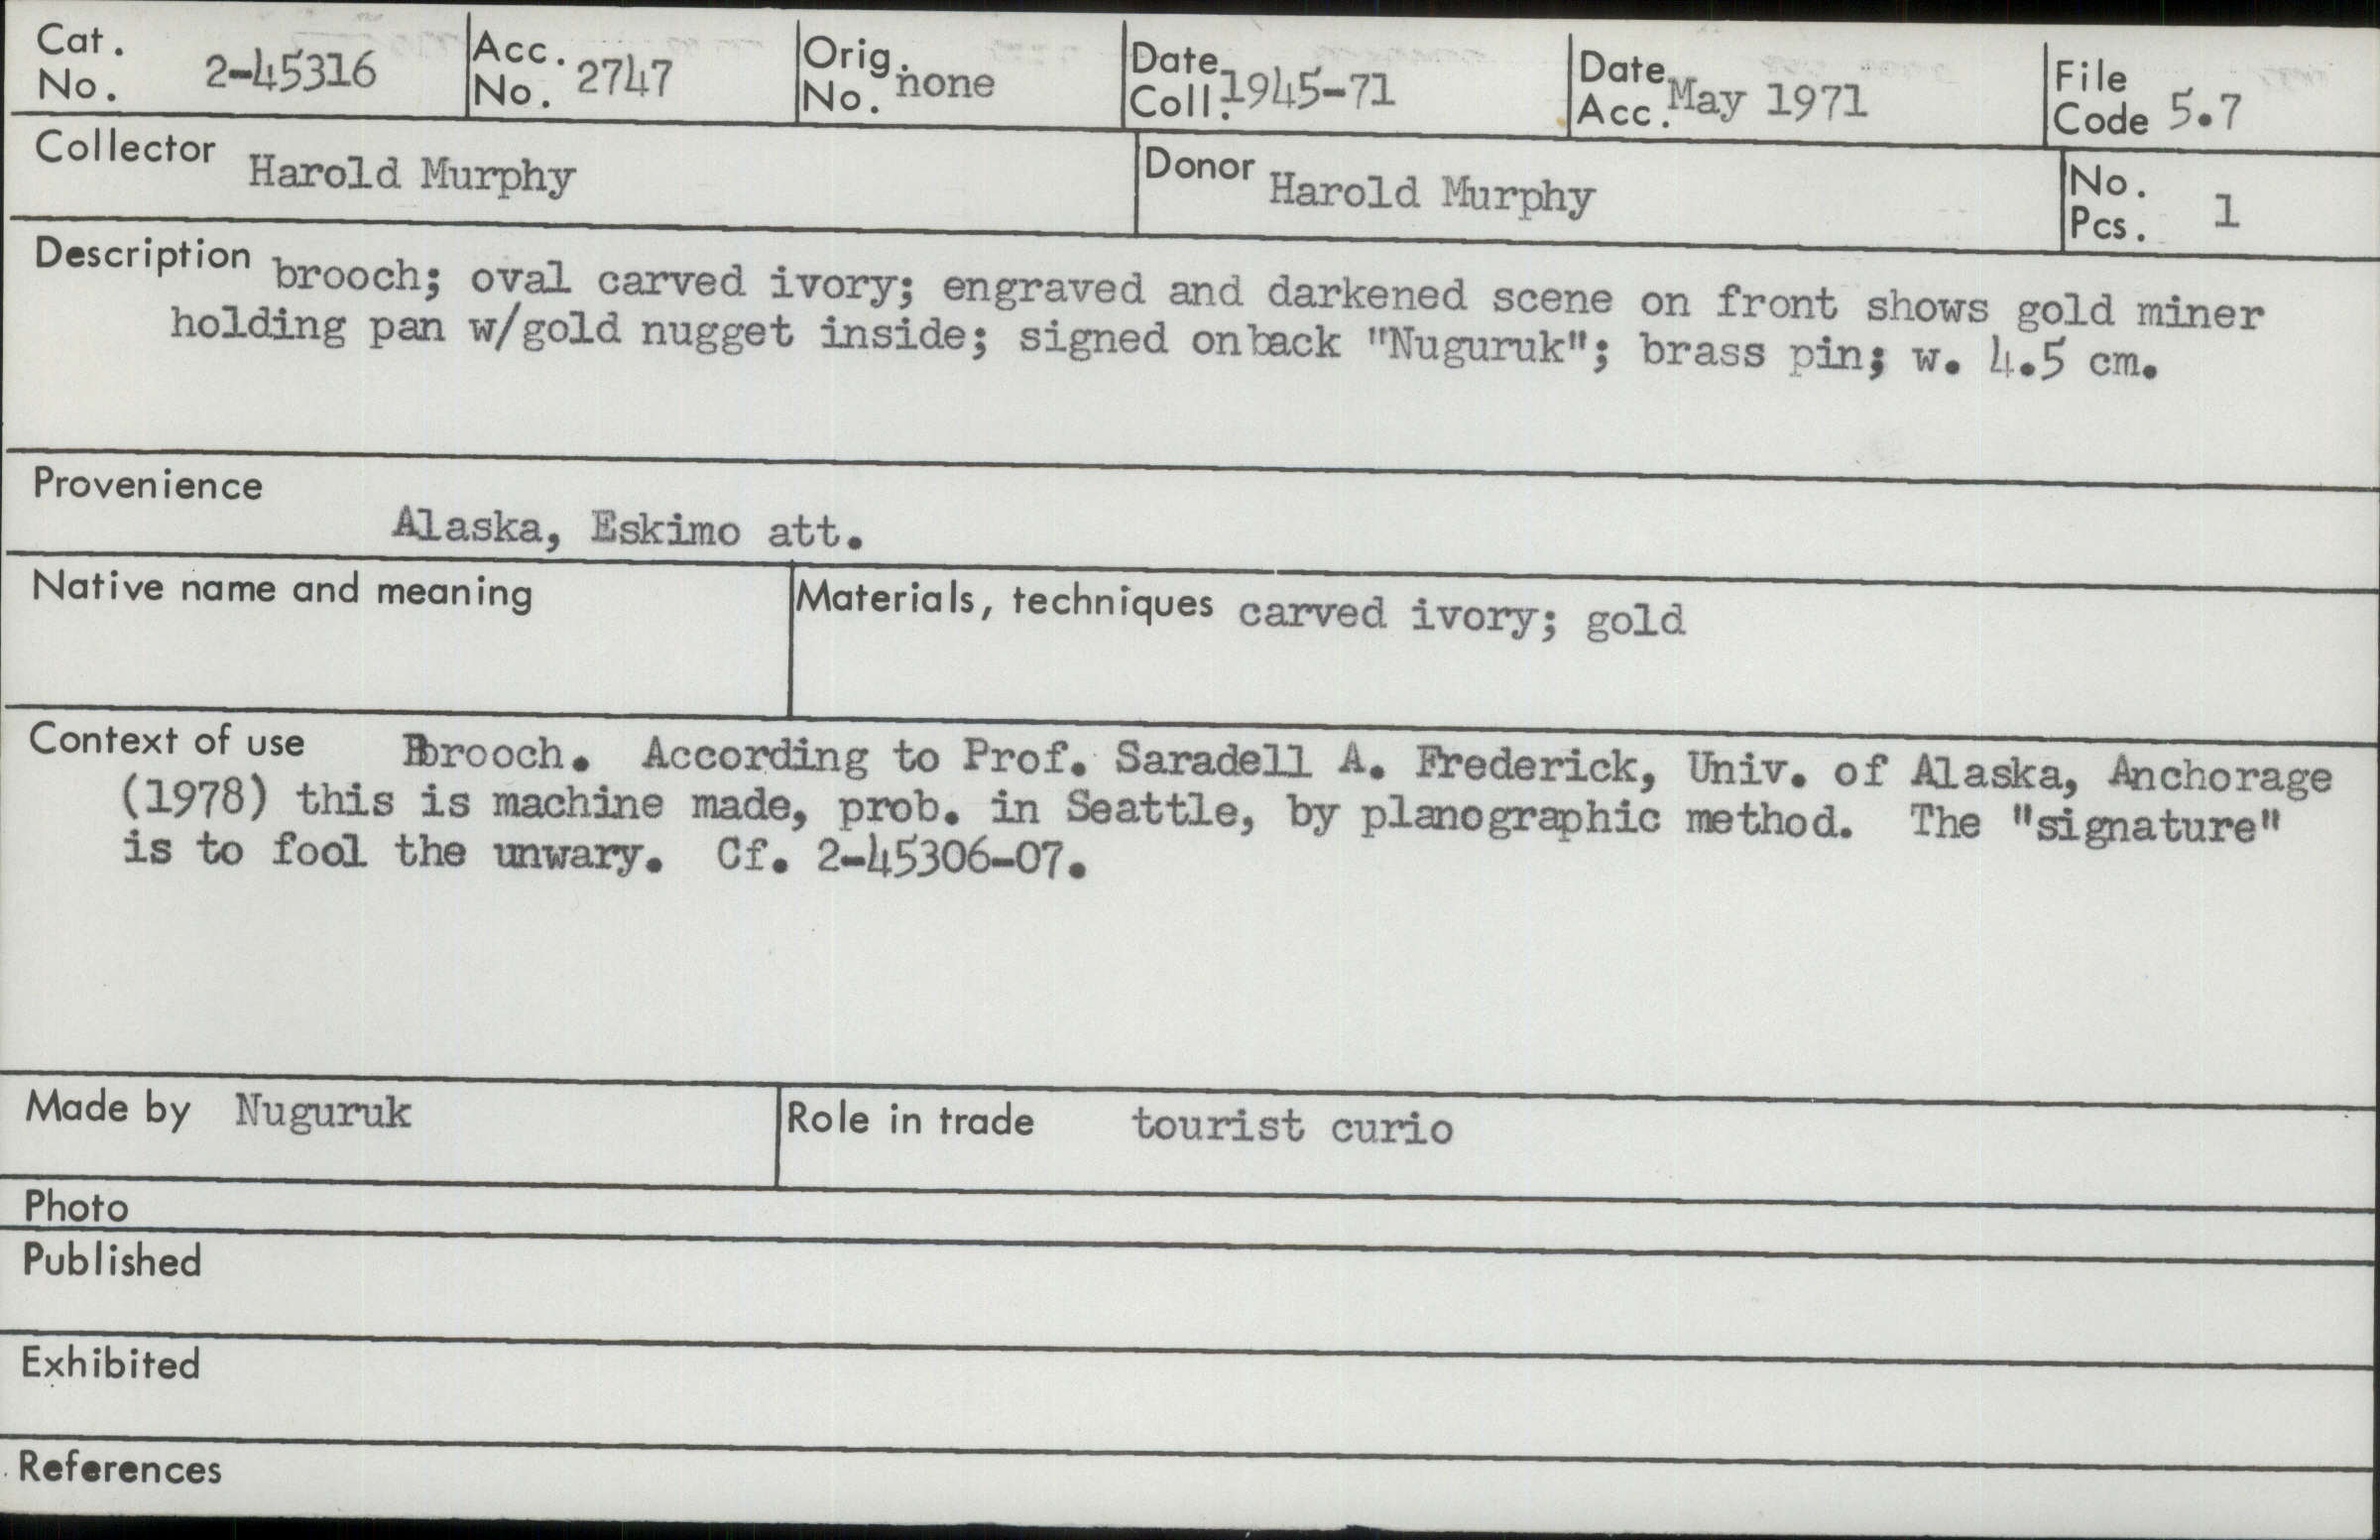 Cat. No. 2-45316 Acc. No. 2747 Orig. No. none Date Coll. 1945-71 Date Acc. May 1971 File Code 5.7
Collector Harold Murphy Donor Harold Murphy No. Pcs. 1
Description brooch; oval carved ivory; engraved and darkened scene on front shows gold miner
holding pan w/gold nugget inside; signed onback "Nuguruk"; brass pin; w. 4.5 cm.
Provenience
Alaska, Eskimo att.
Native name and meaning Materials, techniques carved ivory; gold
Context of use Brooch. According to Prof. Saradell A. Frederick, Univ. of Alaska, Anchorage
(1978) this is machine made, prob. in Seattle, by planographic method. The "signature"
is to fool the unwary. Cf. 2-45306-07.
Made by Nuguruk Role in trade tourist curio
Photo
Published
Exhibited
References